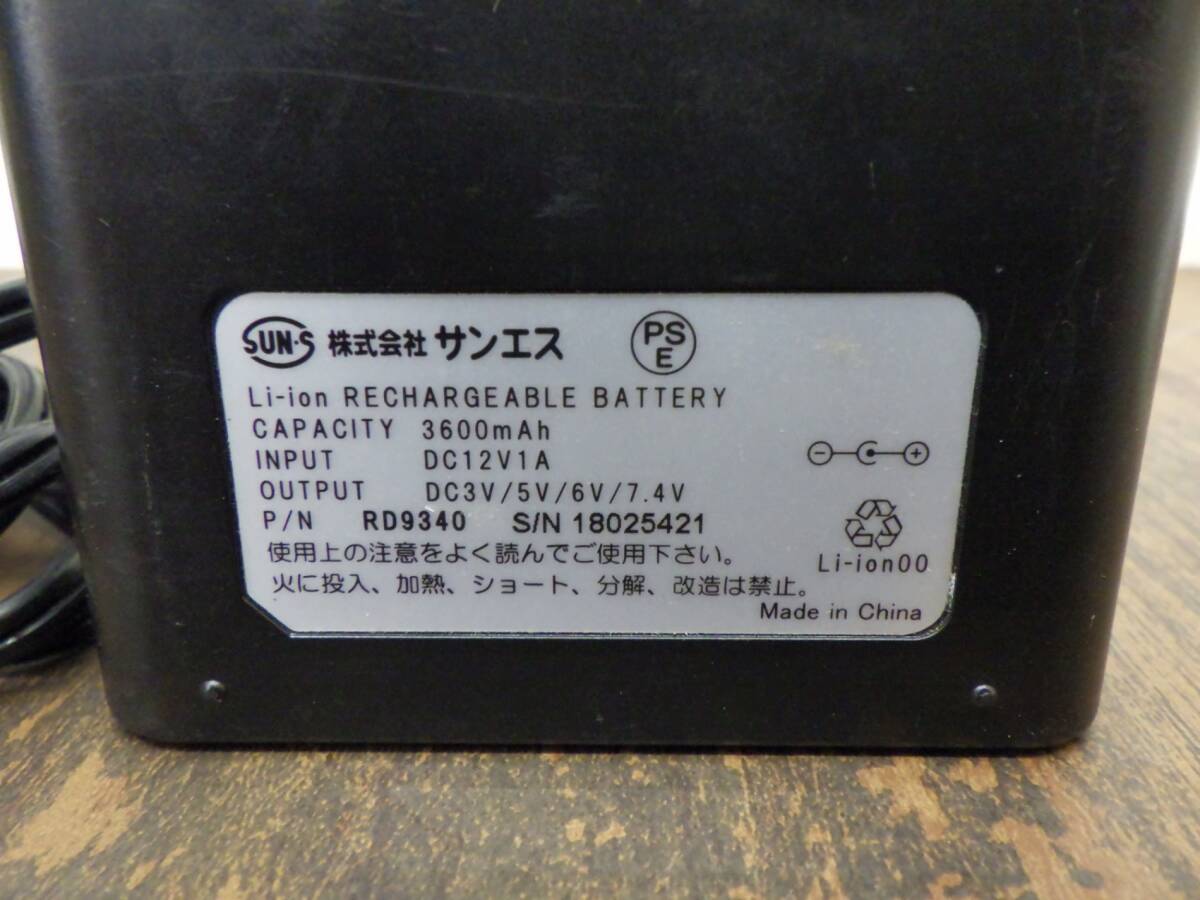 SUN·S 株式会社 サンエス PSE
Li-ion RECHARGEABLE BATTERY
CAPACITY 3600mAh
INPUT DC12V1A
OUTPUT DC3V/5V/6V/7.4V
P/N RD9340 S/N 18025421
使用上の注意をよく読んでご使用下さい。
Li-ion00
火に投入、加熱、ショート、分解、改造は禁止。
Made in China